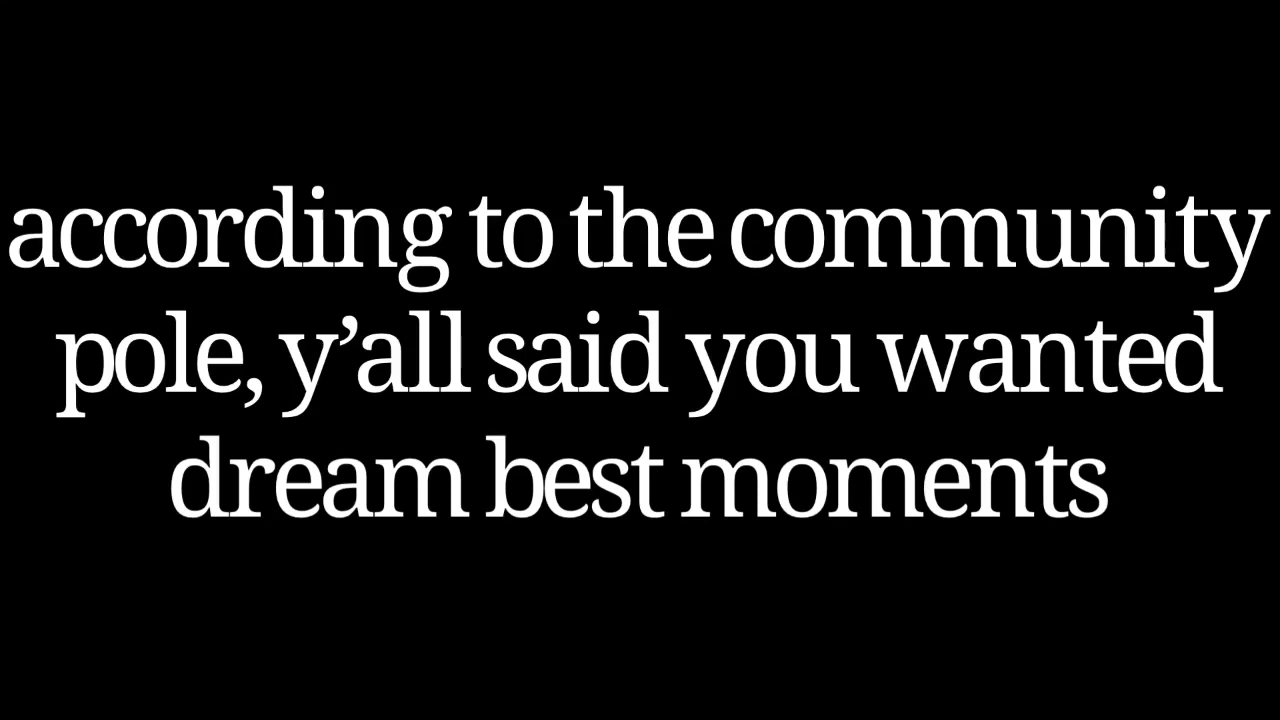 according to the community
pole, y’all said you wanted
dream best moments